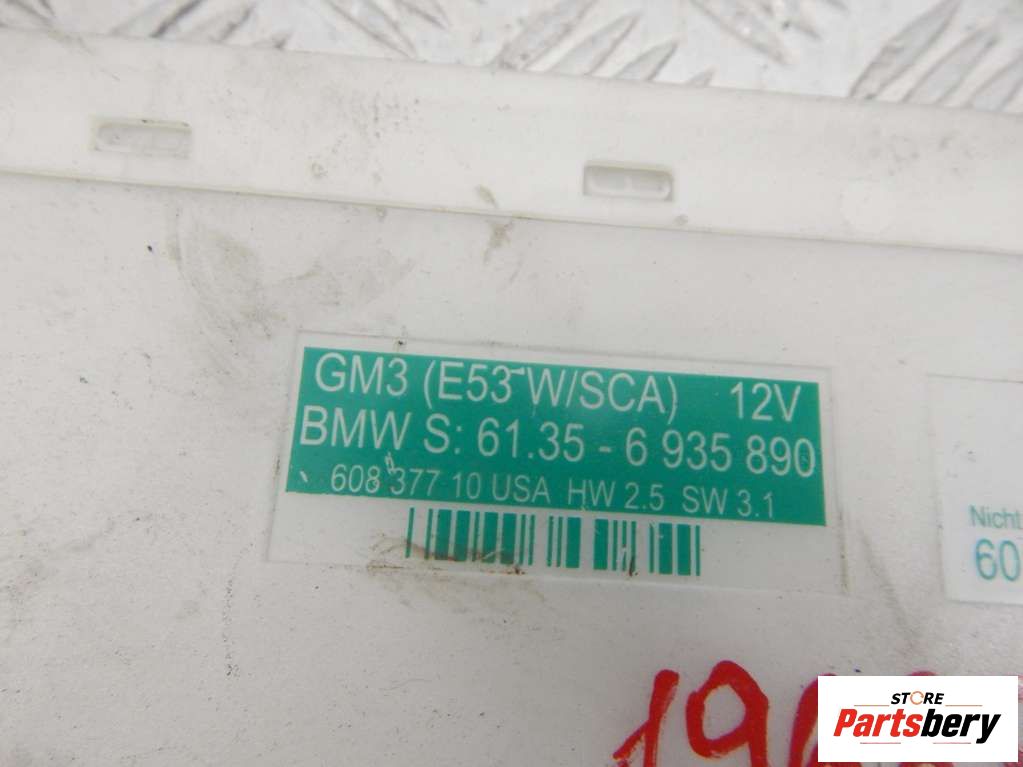 GM3 (E53 W/SCA) 12V
BMW S: 61.35 - 6 935 890
608 377 10 USA HW 2.5 SW 3.1
Nicht
60
STORE
Partsbery